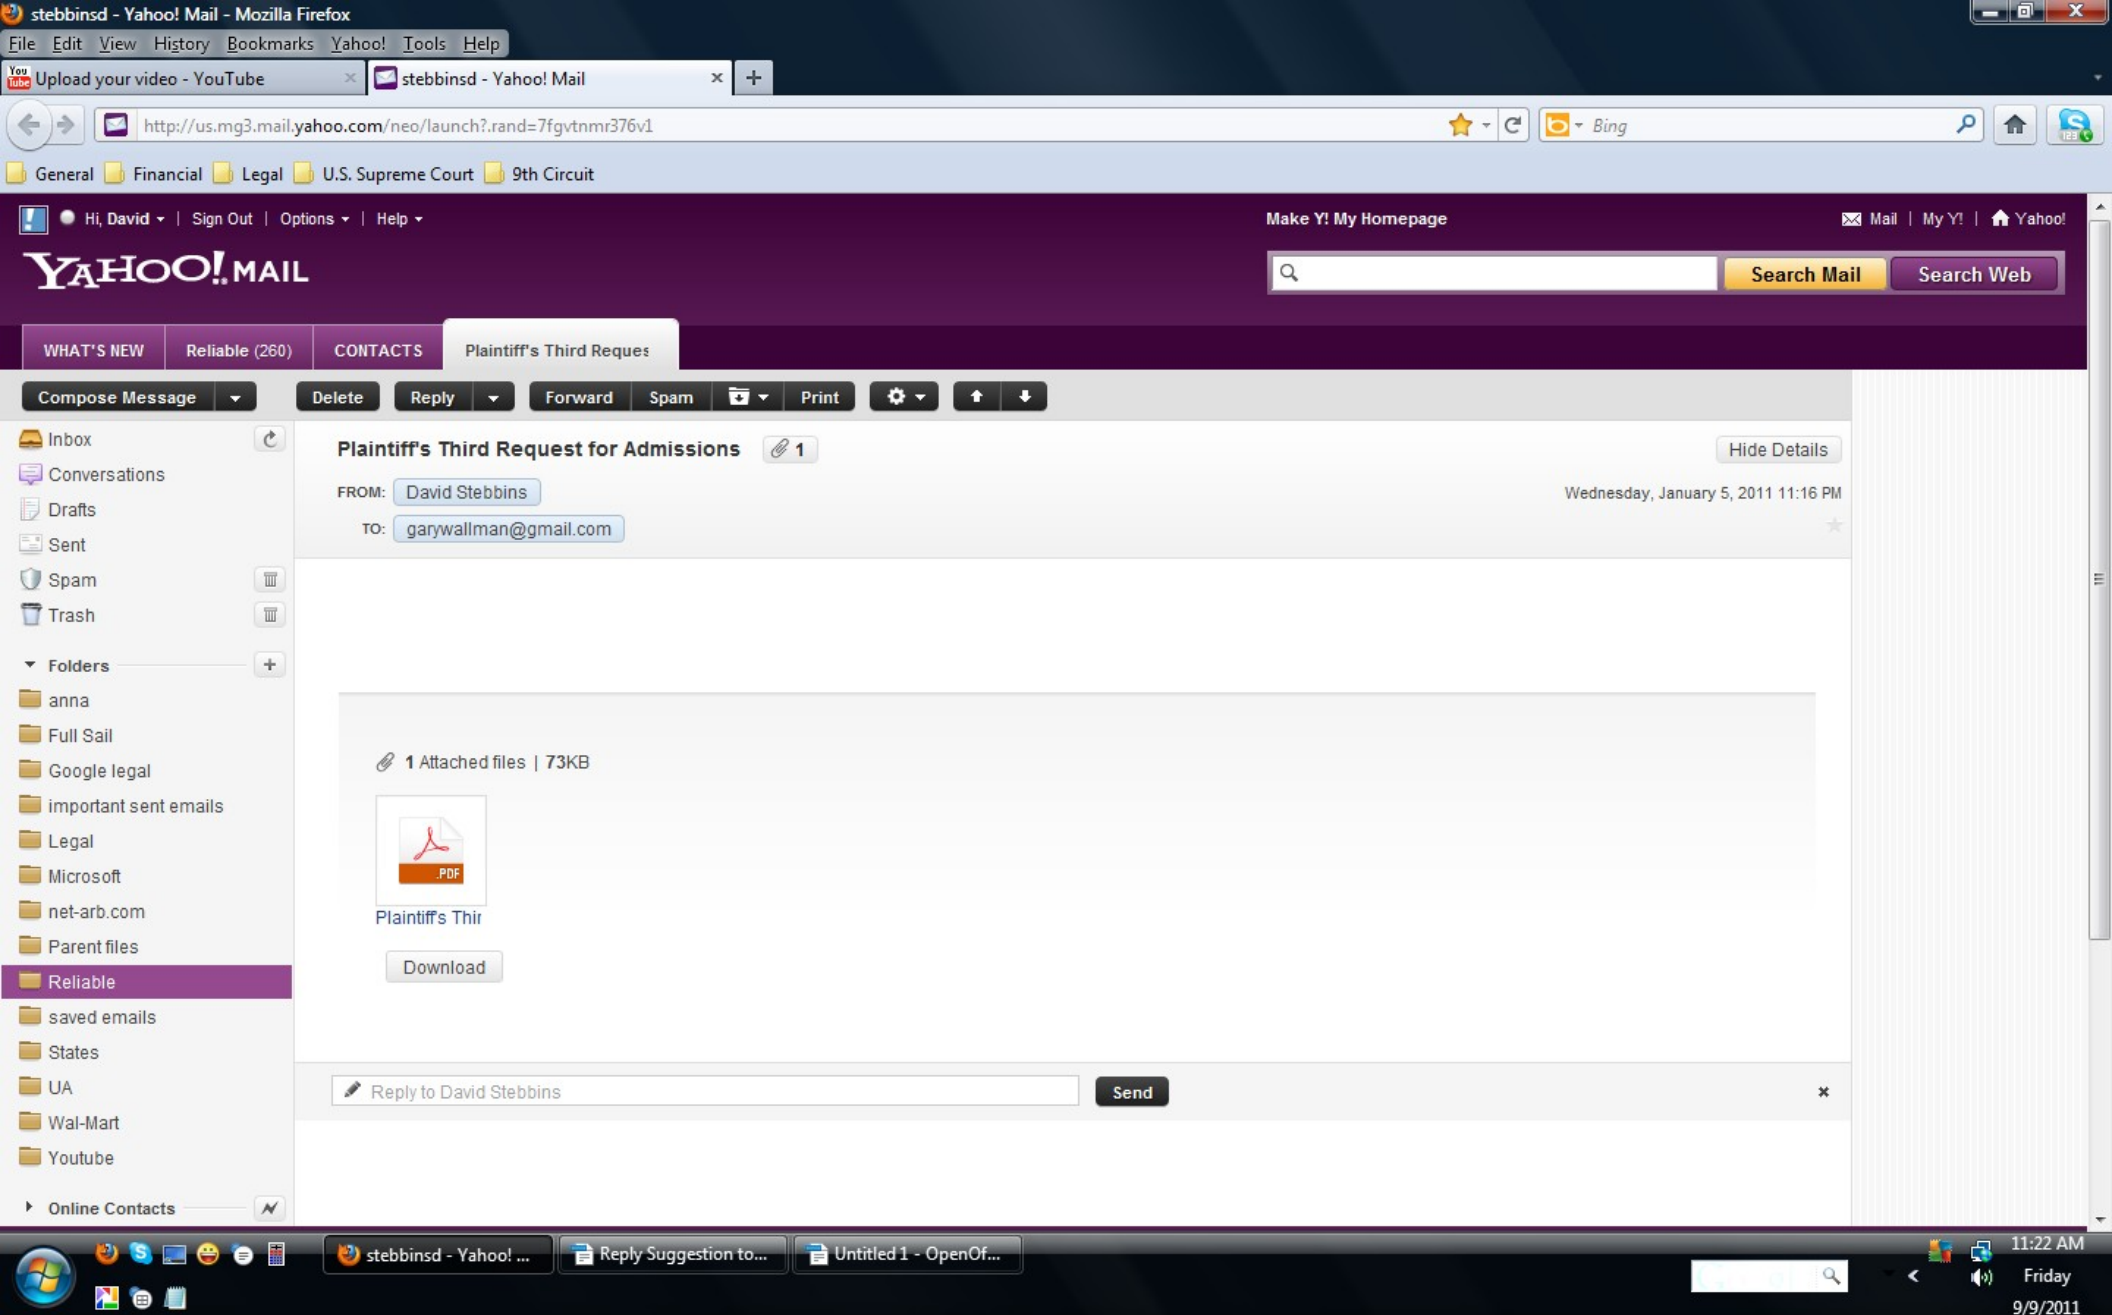 stebbinsd - Yahoo! Mail - Mozilla Firefox
File Edit View History Bookmarks Yahoo! Tools Help
You Tube Upload your video - YouTube × stebbinsd - Yahoo! Mail × +
http://us.mg3.mail.yahoo.com/neo/launch?.rand=7fgvtnmr376v1 Bing
General Financial Legal U.S. Supreme Court 9th Circuit
Hi, David | Sign Out | Options | Help Make Y! My Homepage Mail | My Y! | Yahoo!
YAHOO! MAIL Search Mail Search Web
WHAT'S NEW Reliable (260) CONTACTS Plaintiff's Third Reques
Compose Message Delete Reply Forward Spam Print
Inbox
Conversations
Drafts
Sent
Spam
Trash
Folders
anna
Full Sail
Google legal
important sent emails
Legal
Microsoft
net-arb.com
Parent files
Reliable
saved emails
States
UA
Wal-Mart
Youtube
Online Contacts
Plaintiff's Third Request for Admissions 1 Hide Details
FROM: David Stebbins Wednesday, January 5, 2011 11:16 PM
TO: garywallman@gmail.com
1 Attached files | 73KB
.PDF
Plaintiff's Thir
Download
Reply to David Stebbins Send
stebbinsd - Yahoo! ... Reply Suggestion to... Untitled 1 - OpenOf...
11:22 AM
Friday
9/9/2011